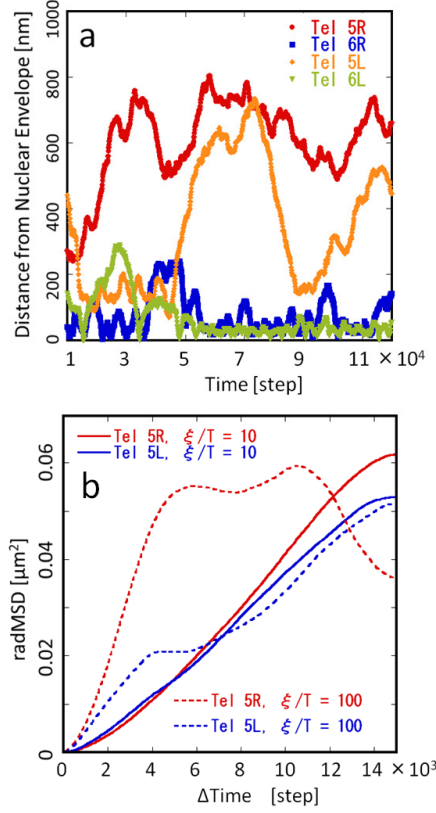 a
Tel 5R
Tel 6R
Tel 5L
Tel 6L
Distance from Nuclear Envelope [nm]
1000
800
600
400
200
0
1 3 5 7 9 11 × 10⁴
Time [step]
b
Tel 5R, ξ/T = 10
Tel 5L, ξ/T = 10
radMSD [μm²]
0.06
0.04
0.02
0
Tel 5R, ξ/T = 100
Tel 5L, ξ/T = 100
0 2 4 6 8 10 12 14 × 10³
ΔTime [step]